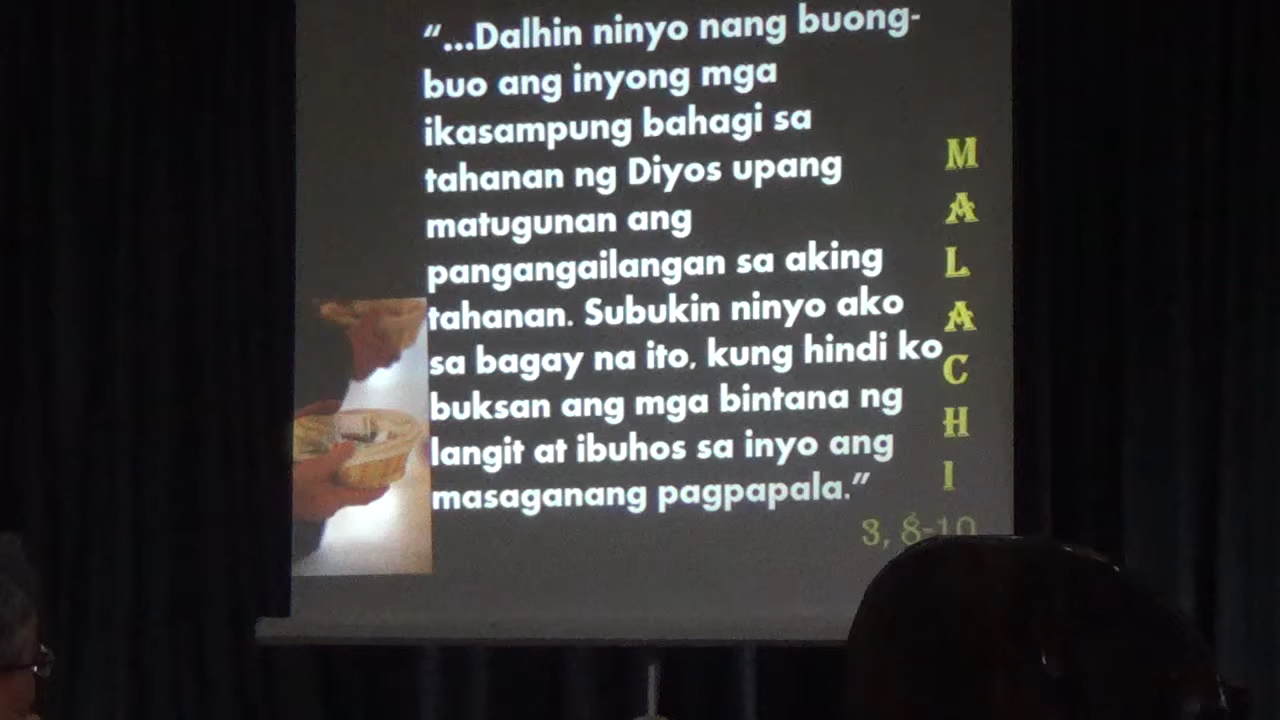 "...Dalhin ninyo nang buong-
buo ang inyong mga
ikasampung bahagi sa
tahanan ng Diyos upang
matugunan ang
pangangailangan sa aking
tahanan. Subukin ninyo ako
sa bagay na ito, kung hindi ko
buksan ang mga bintana ng
langit at ibuhos sa inyo ang
masaganang pagpapala."
MALACHI
3, 8-10